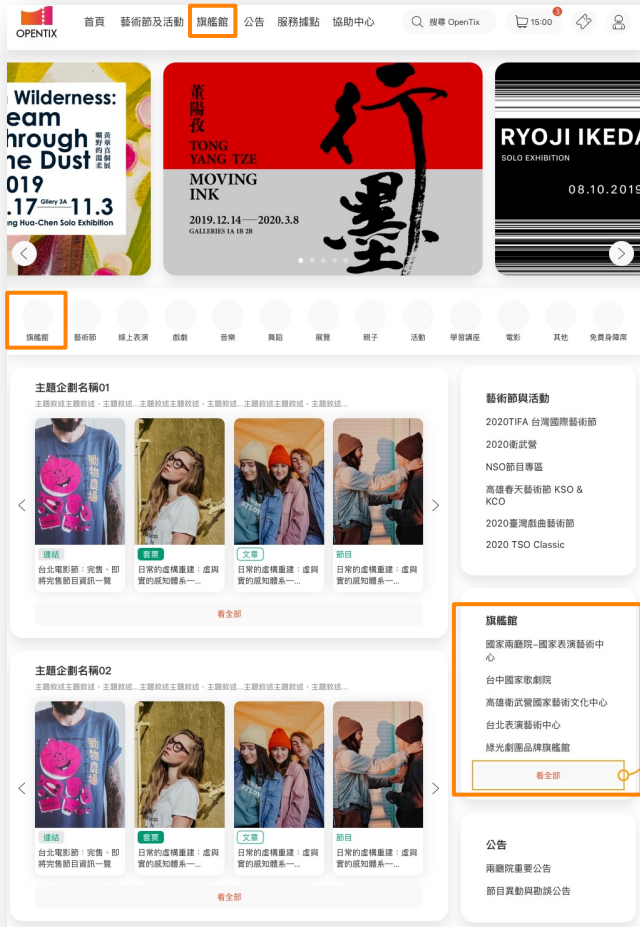 OPENTIX
首頁 藝術節及活動 旗艦館 公告 服務據點 協助中心 搜尋 OpenTix 15:00 3
Wilderness:
eam
hrough
he Dust
019
.17 Gllery 3A 11.3
ng Hua-Chen Solo Exhibition
黃華真個展
曠野的溫柔
董陽孜
TONG
YANG TZE
MOVING
INK
2019.12.14—2020.3.8
GALLERIES 1A 1B 2B
行墨
RYOJI IKEDA
SOLO EXHIBITION
08.10.2019
旗艦館 藝術節 線上表演 戲劇 音樂 舞蹈 展覽 親子 活動 學習講座 電影 其他 免費身障席
主題企劃名稱01
主題敘述主題敘述，主題敘述...主題敘述主題敘述，主題敘述...主題敘述主題敘述，主題敘述...
連結
台北電影節：完售、即
將完售節目資訊一覽
套票
日常的虛構重建：虛與
實的感知體系一...
文章
日常的虛構重建：虛與
實的感知體系一...
節目
日常的虛構重建：虛與
實的感知體系一...
看全部
主題企劃名稱02
主題敘述主題敘述，主題敘述...主題敘述主題敘述，主題敘述...主題敘述主題敘述，主題敘述...
連結
台北電影節：完售、即
將完售節目資訊一覽
套票
日常的虛構重建：虛與
實的感知體系一...
文章
日常的虛構重建：虛與
實的感知體系一...
節目
日常的虛構重建：虛與
實的感知體系一...
看全部
藝術節與活動
2020TIFA 台灣國際藝術節
2020衛武營
NSO節目專區
高雄春天藝術節 KSO &
KCO
2020臺灣戲曲藝術節
2020 TSO Classic
旗艦館
國家兩廳院–國家表演藝術中
心
台中國家歌劇院
高雄衛武營國家藝術文化中心
台北表演藝術中心
綠光劇團品牌旗艦館
看全部
公告
兩廳院重要公告
節目異動與勘誤公告